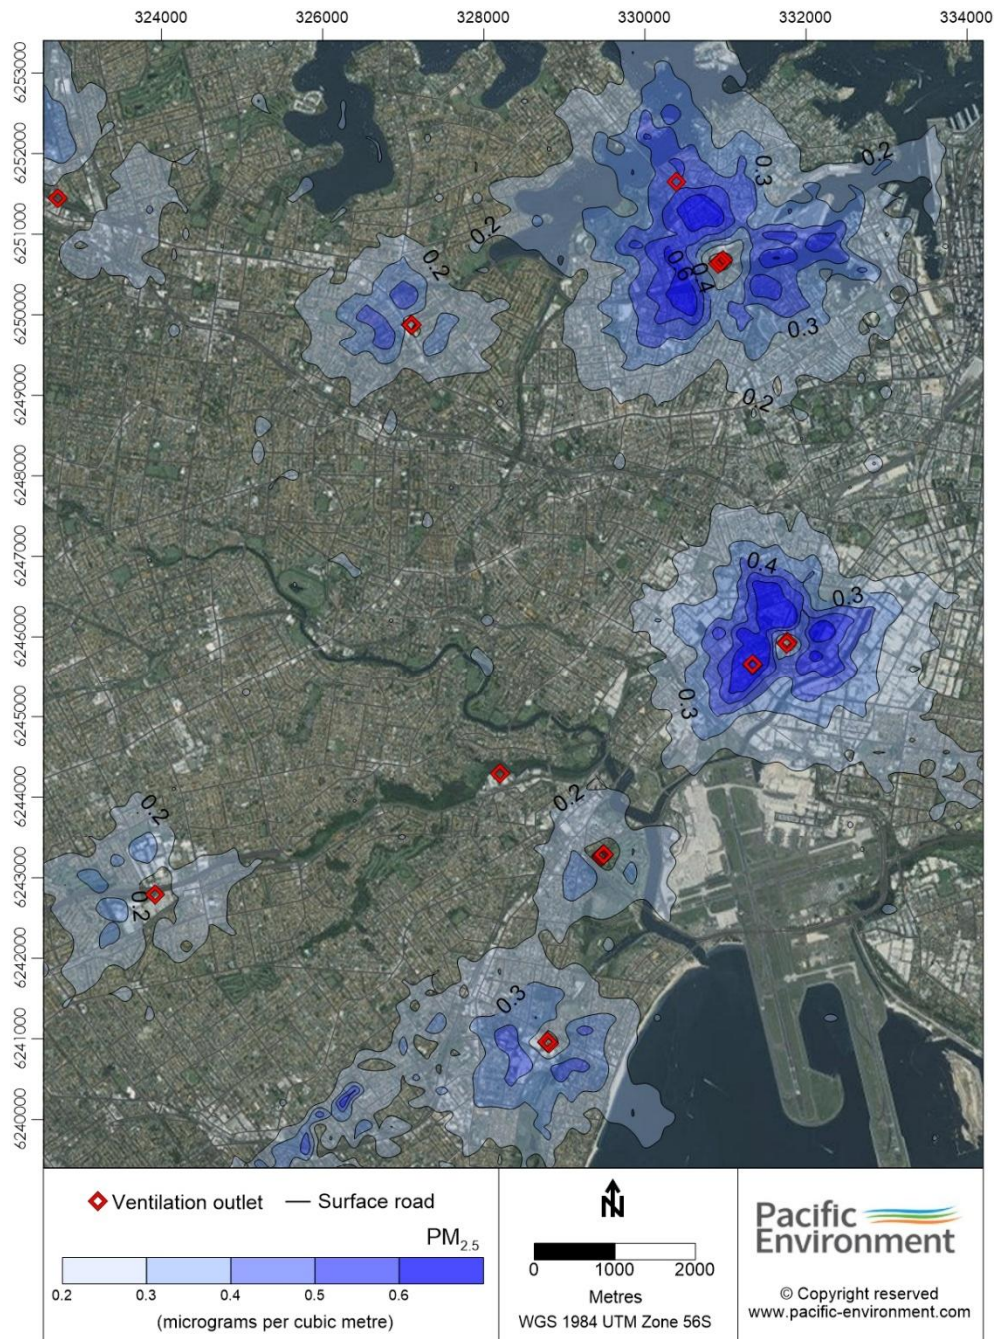 324000 326000 328000 330000 332000 334000
6253000
6252000
6251000
6250000
6249000
6248000
6247000
6246000
6245000
6244000
6243000
6242000
6241000
6240000
0.2
0.3
0.2
0.2
0.6
0.4
0.3
0.2
0.4
0.3
0.3
0.2
0.2
0.2
0.3
Ventilation outlet
Surface road
PM2.5
0.2 0.3 0.4 0.5 0.6
(micrograms per cubic metre)
N
0 1000 2000
Metres
WGS 1984 UTM Zone 56S
Pacific
Environment
© Copyright reserved
www.pacific-environment.com